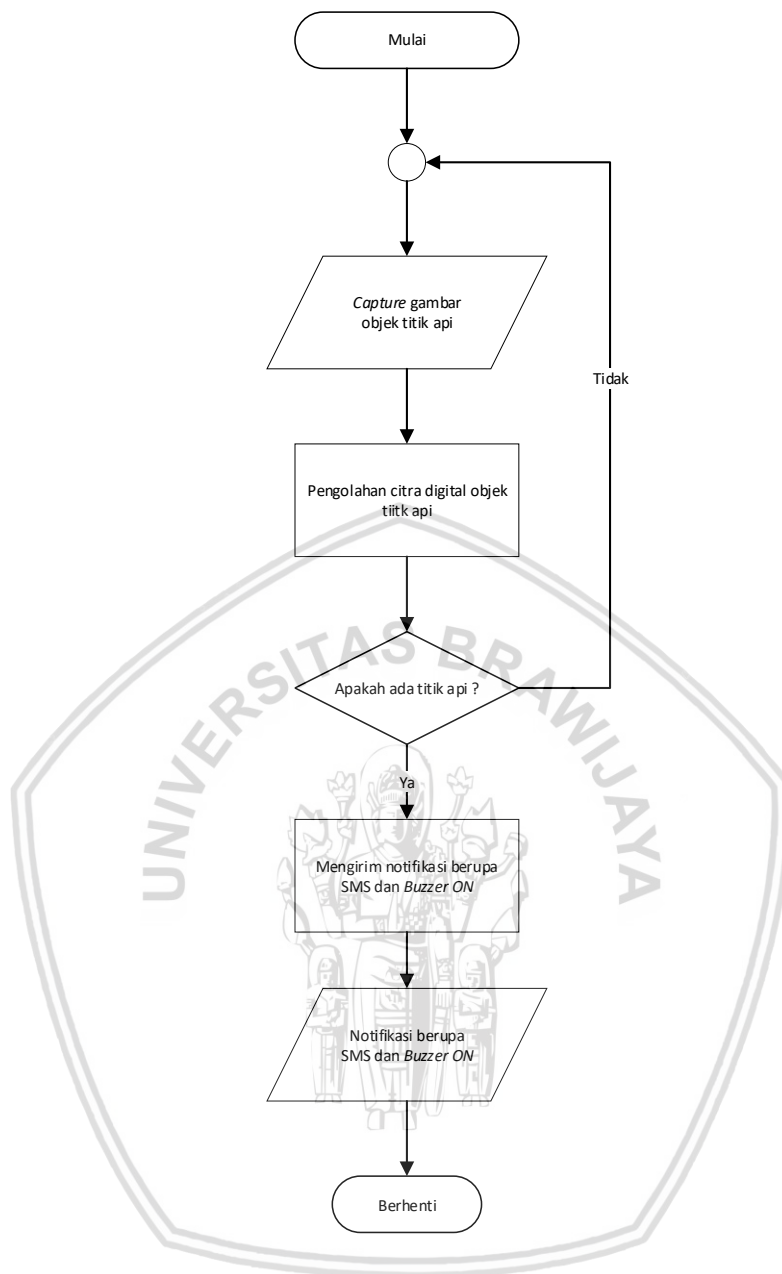 Mulai
Capture gambar
objek titik api
Tidak
Pengolahan citra digital objek
tiitk api
UNIVERSITAS BRAWIJAYA
Apakah ada titik api ?
Ya
Mengirim notifikasi berupa
SMS dan Buzzer ON
Notifikasi berupa
SMS dan Buzzer ON
Berhenti